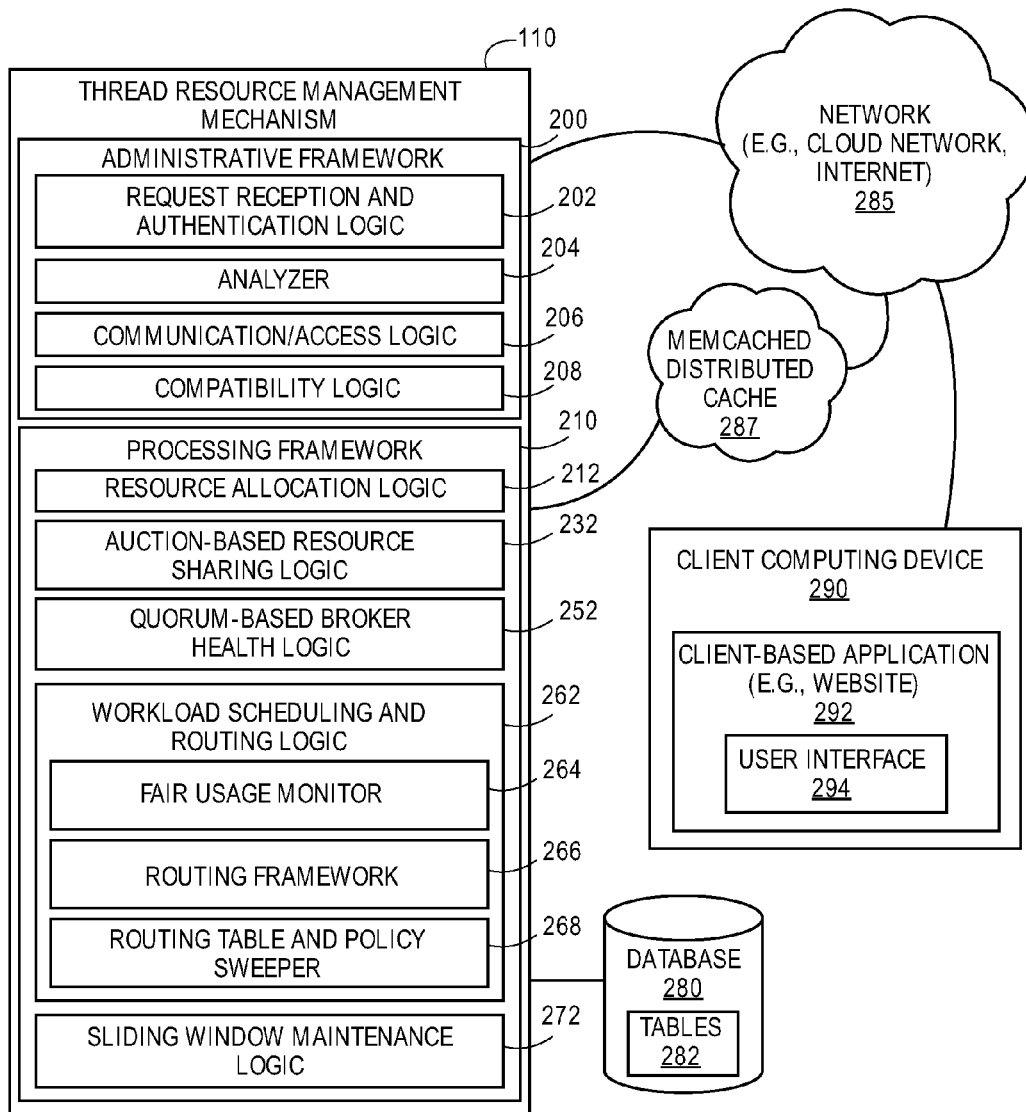 110
THREAD RESOURCE MANAGEMENT
MECHANISM
200
ADMINISTRATIVE FRAMEWORK
REQUEST RECEPTION AND
AUTHENTICATION LOGIC
202
ANALYZER
204
COMMUNICATION/ACCESS LOGIC
206
COMPATIBILITY LOGIC
208
PROCESSING FRAMEWORK
210
RESOURCE ALLOCATION LOGIC
212
AUCTION-BASED RESOURCE
SHARING LOGIC
232
QUORUM-BASED BROKER
HEALTH LOGIC
252
WORKLOAD SCHEDULING AND
ROUTING LOGIC
262
FAIR USAGE MONITOR
264
ROUTING FRAMEWORK
266
ROUTING TABLE AND POLICY
SWEEPER
268
SLIDING WINDOW MAINTENANCE
LOGIC
272
NETWORK
(E.G., CLOUD NETWORK,
INTERNET)
285
MEMCACHED
DISTRIBUTED
CACHE
287
CLIENT COMPUTING DEVICE
290
CLIENT-BASED APPLICATION
(E.G., WEBSITE)
292
USER INTERFACE
294
DATABASE
280
TABLES
282